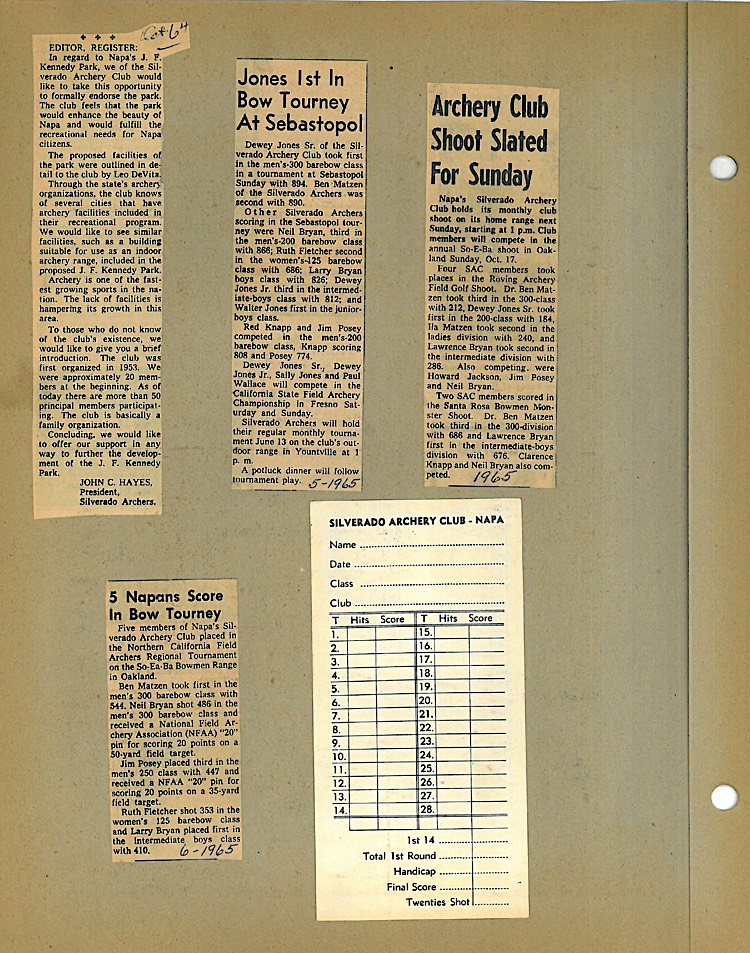 Oct. 64
EDITOR, REGISTER:
In regard to Napa's J. F.
Kennedy Park, we of the Sil-
verado Archery Club would
like to take this opportunity
to formally endorse the park.
The club feels that the park
would enhance the beauty of
Napa and would fulfill the
recreational needs for Napa
citizens.
The proposed facilities of
the park were outlined in de-
tail to the club by Leo DeVita.
Through the state's archery
organizations, the club knows
of several cities that have
archery facilities included in
their recreational program.
We would like to see similar
facilities, such as a building
suitable for use as an indoor
archery range, included in the
proposed J. F. Kennedy Park.
Archery is one of the fast-
est growing sports in the na-
tion. The lack of facilities is
hampering its growth in this
area.
To those who do not know
of the club's existence, we
would like to give you a brief
introduction. The club was
first organized in 1953. We
were approximately 20 mem-
bers at the beginning. As of
today there are more than 50
principal members participat-
ing. The club is basically a
family organization.
Concluding, we would like
to offer our support in any
way to further the develop-
ment of the J. F. Kennedy
Park.
JOHN C. HAYES,
President,
Silverado Archers.
Jones 1st In
Bow Tourney
At Sebastopol
Dewey Jones Sr. of the Sil-
verado Archery Club took first
in the men's-300 barebow class
in a tournament at Sebastopol
Sunday with 894. Ben Matzen
of the Silverado Archers was
second with 890.
Other Silverado Archers
scoring in the Sebastopol tour-
ney were Neil Bryan, third in
the men's-200 barebow class
with 866; Ruth Fletcher second
in the women's-125 barebow
class with 686; Larry Bryan
boys class with 826; Dewey
Jones Jr. third in the intermed-
iate-boys class with 812; and
Walter Jones first in the junior-
boys class.
Red Knapp and Jim Posey
competed in the men's-200
barebow class, Knapp scoring
808 and Posey 774.
Dewey Jones Sr., Dewey
Jones Jr., Sally Jones and Paul
Wallace will compete in the
California State Field Archery
Championship in Fresno Sat-
urday and Sunday.
Silverado Archers will hold
their regular monthly tourna-
ment June 13 on the club's out-
door range in Yountville at 1
p. m.
A potluck dinner will follow
tournament play. 5-1965
Archery Club
Shoot Slated
For Sunday
Napa's Silverado Archery
Club holds its monthly club
shoot on its home range next
Sunday, starting at 1 p.m. Club
members will compete in the
annual So-E-Ba shoot in Oak-
land Sunday, Oct. 17.
Four SAC members took
places in the Roving Archery
Field Golf Shoot. Dr. Ben Mat-
zen took third in the 300-class
with 212, Dewey Jones Sr. took
first in the 200-class with 184,
Ila Matzen took second in the
ladies division with 240, and
Lawrence Bryan took second in
the intermediate division with
286. Also competing were
Howard Jackson, Jim Posey
and Neil Bryan.
Two SAC members scored in
the Santa Rosa Bowmen Mon-
ster Shoot. Dr. Ben Matzen
took third in the 300-division
with 686 and Lawrence Bryan
first in the intermediate-boys
division with 676. Clarence
Knapp and Neil Bryan also com-
peted. 1965
5 Napans Score
In Bow Tourney
Five members of Napa's Sil-
verado Archery Club placed in
the Northern California Field
Archers Regional Tournament
on the So-Ea-Ba Bowmen Range
in Oakland.
Ben Matzen took first in the
men's 300 barebow class with
544. Neil Bryan shot 486 in the
men's 300 barebow class and
received a National Field Ar-
chery Association (NFAA) "20"
pin for scoring 20 points on a
50-yard field target.
Jim Posey placed third in the
men's 250 class with 447 and
received a NFAA "20" pin for
scoring 20 points on a 35-yard
field target.
Ruth Fletcher shot 353 in the
women's 125 barebow class
and Larry Bryan placed first in
the intermediate boys class
with 410. 6-1965
SILVERADO ARCHERY CLUB - NAPA
Name
Date
Class
Club
T Hits Score T Hits Score
1. 15.
2. 16.
3. 17.
4. 18.
5. 19.
6. 20.
7. 21.
8. 22.
9. 23.
10. 24.
11. 25.
12. 26.
13. 27.
14. 28.
1st 14
Total 1st Round
Handicap
Final Score
Twenties Shot